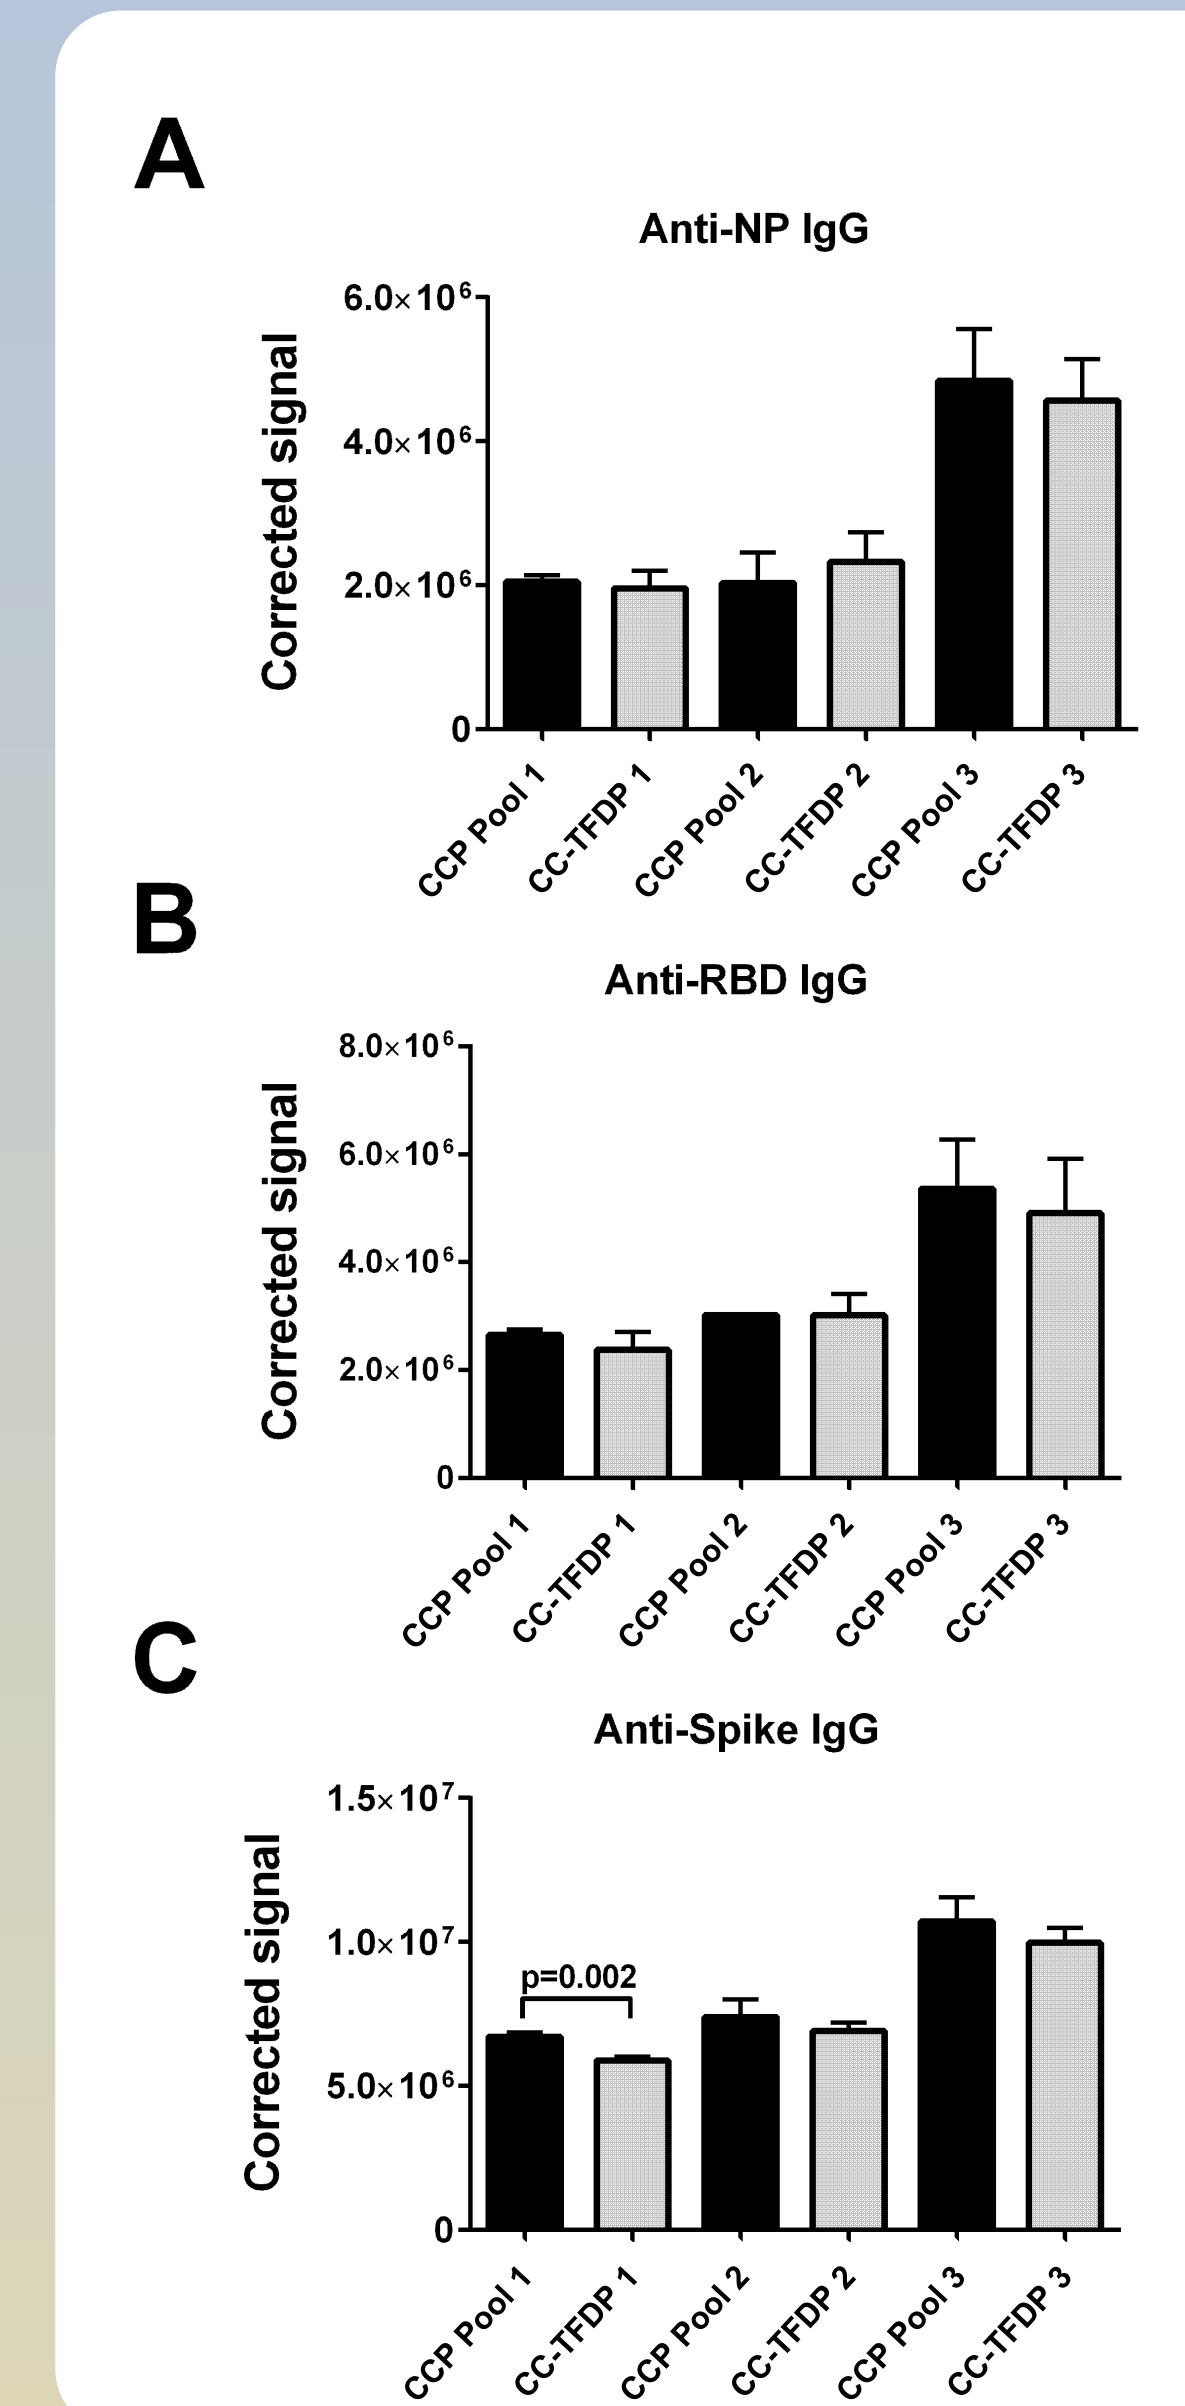 A
Anti-NP IgG
Corrected signal
6.0×10⁶
4.0×10⁶
2.0×10⁶
0
CCP Pool 1
CC-TFDP 1
CCP Pool 2
CC-TFDP 2
CCP Pool 3
CC-TFDP 3
B
Anti-RBD IgG
Corrected signal
8.0×10⁶
6.0×10⁶
4.0×10⁶
2.0×10⁶
0
CCP Pool 1
CC-TFDP 1
CCP Pool 2
CC-TFDP 2
CCP Pool 3
CC-TFDP 3
C
Anti-Spike IgG
Corrected signal
1.5×10⁷
1.0×10⁷
5.0×10⁶
0
p=0.002
CCP Pool 1
CC-TFDP 1
CCP Pool 2
CC-TFDP 2
CCP Pool 3
CC-TFDP 3